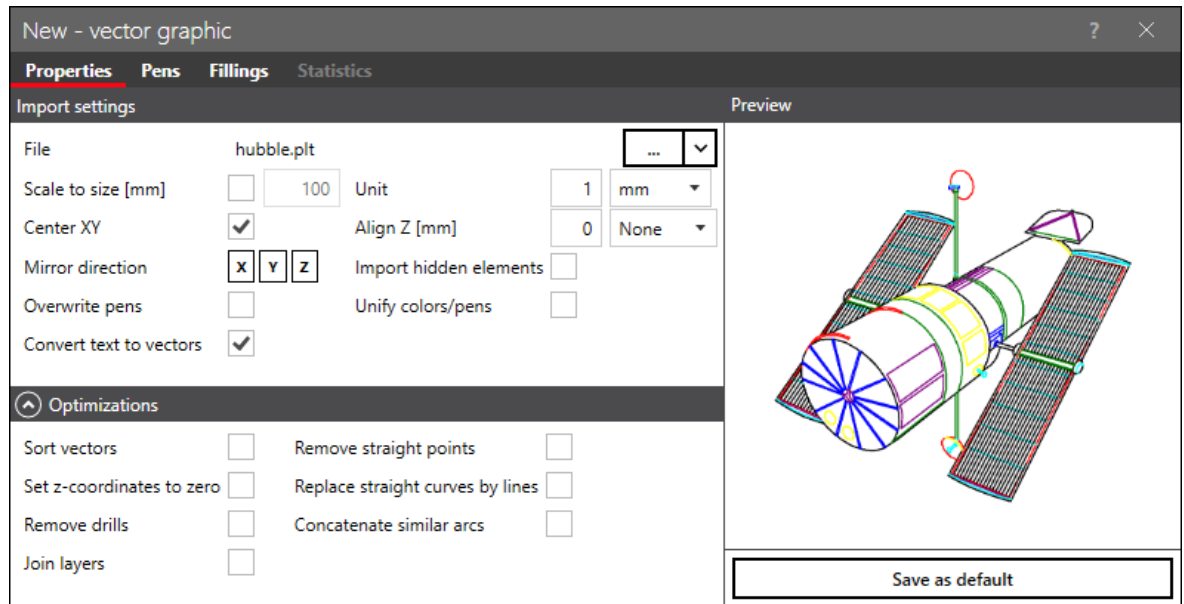 New - vector graphic ?
Properties Pens Fillings Statistics
Import settings Preview
File hubble.plt ...
Scale to size [mm] 100 Unit 1 mm
Center XY Align Z [mm] 0 None
Mirror direction X Y Z Import hidden elements
Overwrite pens Unify colors/pens
Convert text to vectors
Optimizations
Sort vectors Remove straight points
Set z-coordinates to zero Replace straight curves by lines
Remove drills Concatenate similar arcs
Join layers
Save as default